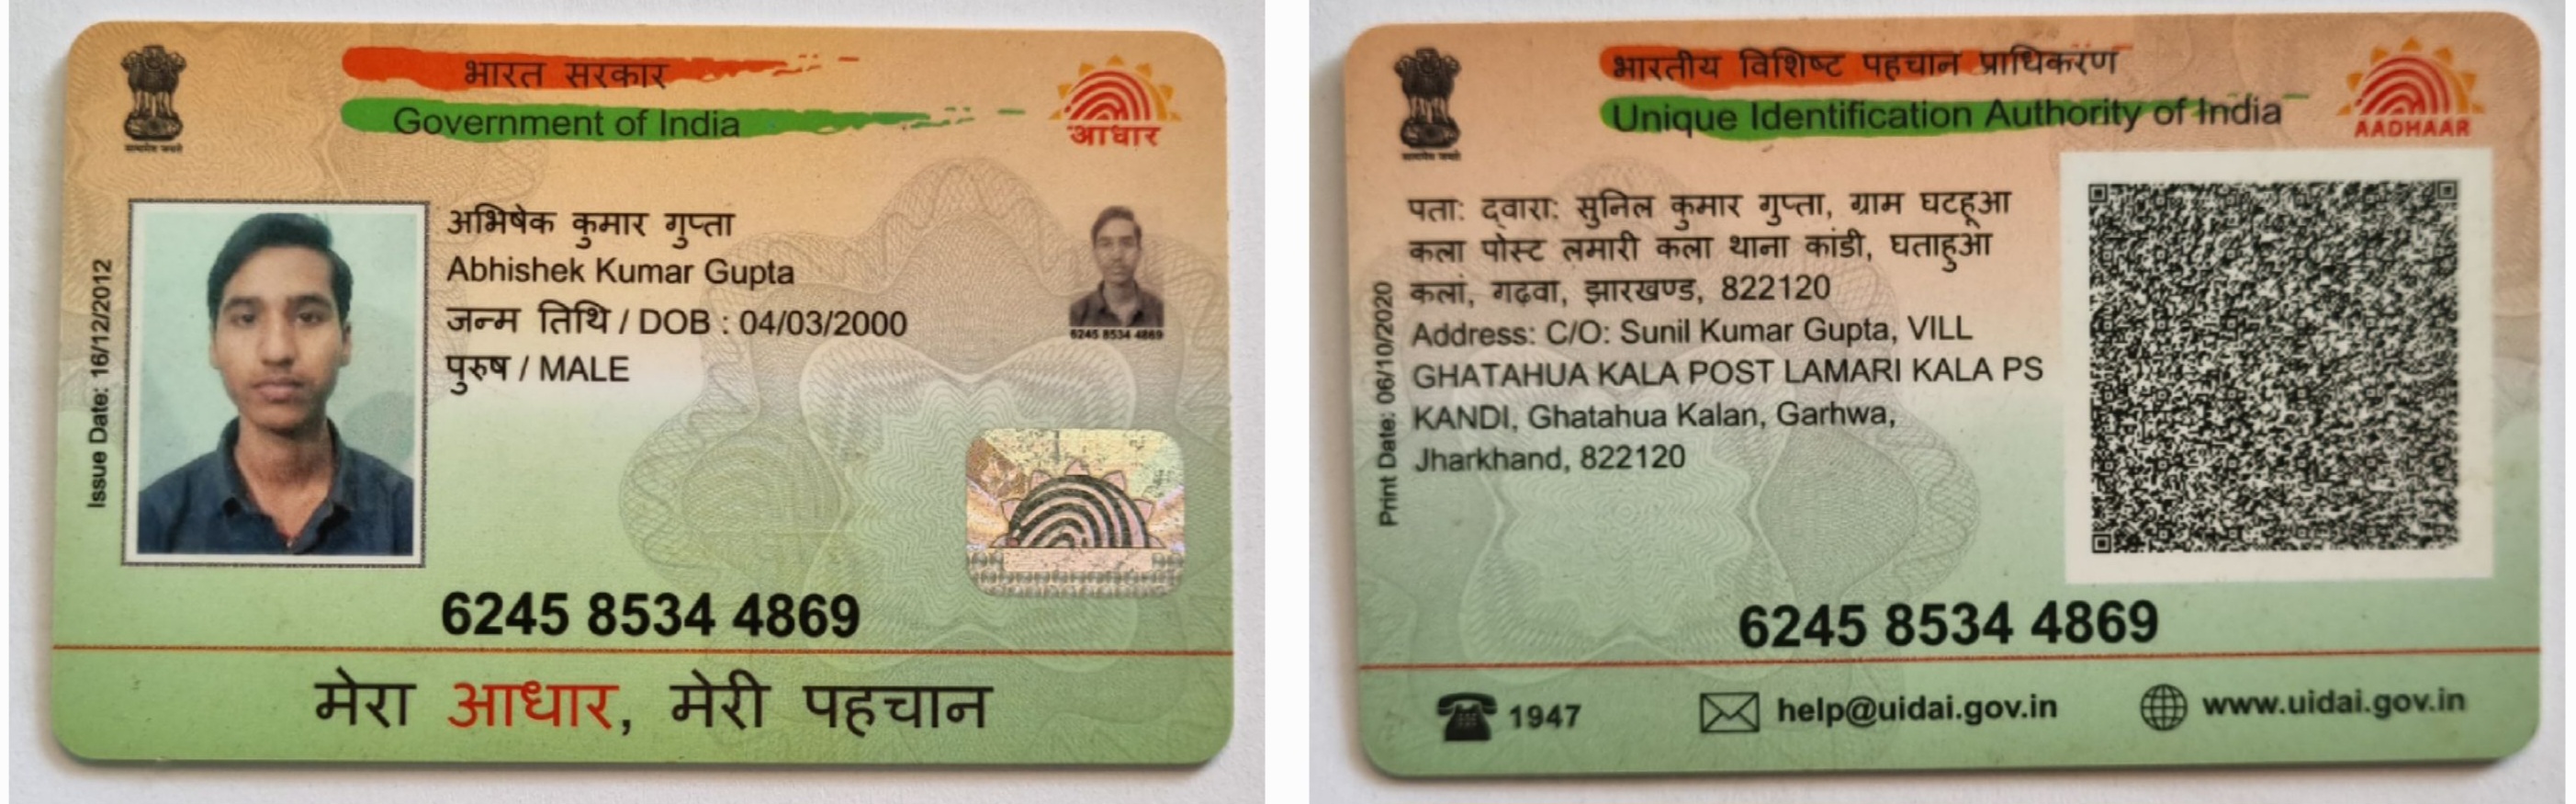 भारत सरकार
Government of India
आधार
Issue Date: 16/12/2012
अभिषेक कुमार गुप्ता
Abhishek Kumar Gupta
जन्म तिथि / DOB : 04/03/2000
पुरुष / MALE
6245 8534 4869
6245 8534 4869
मेरा आधार, मेरी पहचान
भारतीय विशिष्ट पहचान प्राधिकरण
Unique Identification Authority of India
AADHAAR
Print Date: 06/10/2020
पता: द्वारा: सुनिल कुमार गुप्ता, ग्राम घटहूआ
कला पोस्ट लमारी कला थाना कांडी, घताहुआ
कलां, गढ़वा, झारखण्ड, 822120
Address: C/O: Sunil Kumar Gupta, VILL
GHATAHUA KALA POST LAMARI KALA PS
KANDI, Ghatahua Kalan, Garhwa,
Jharkhand, 822120
6245 8534 4869
1947
help@uidai.gov.in
www.uidai.gov.in